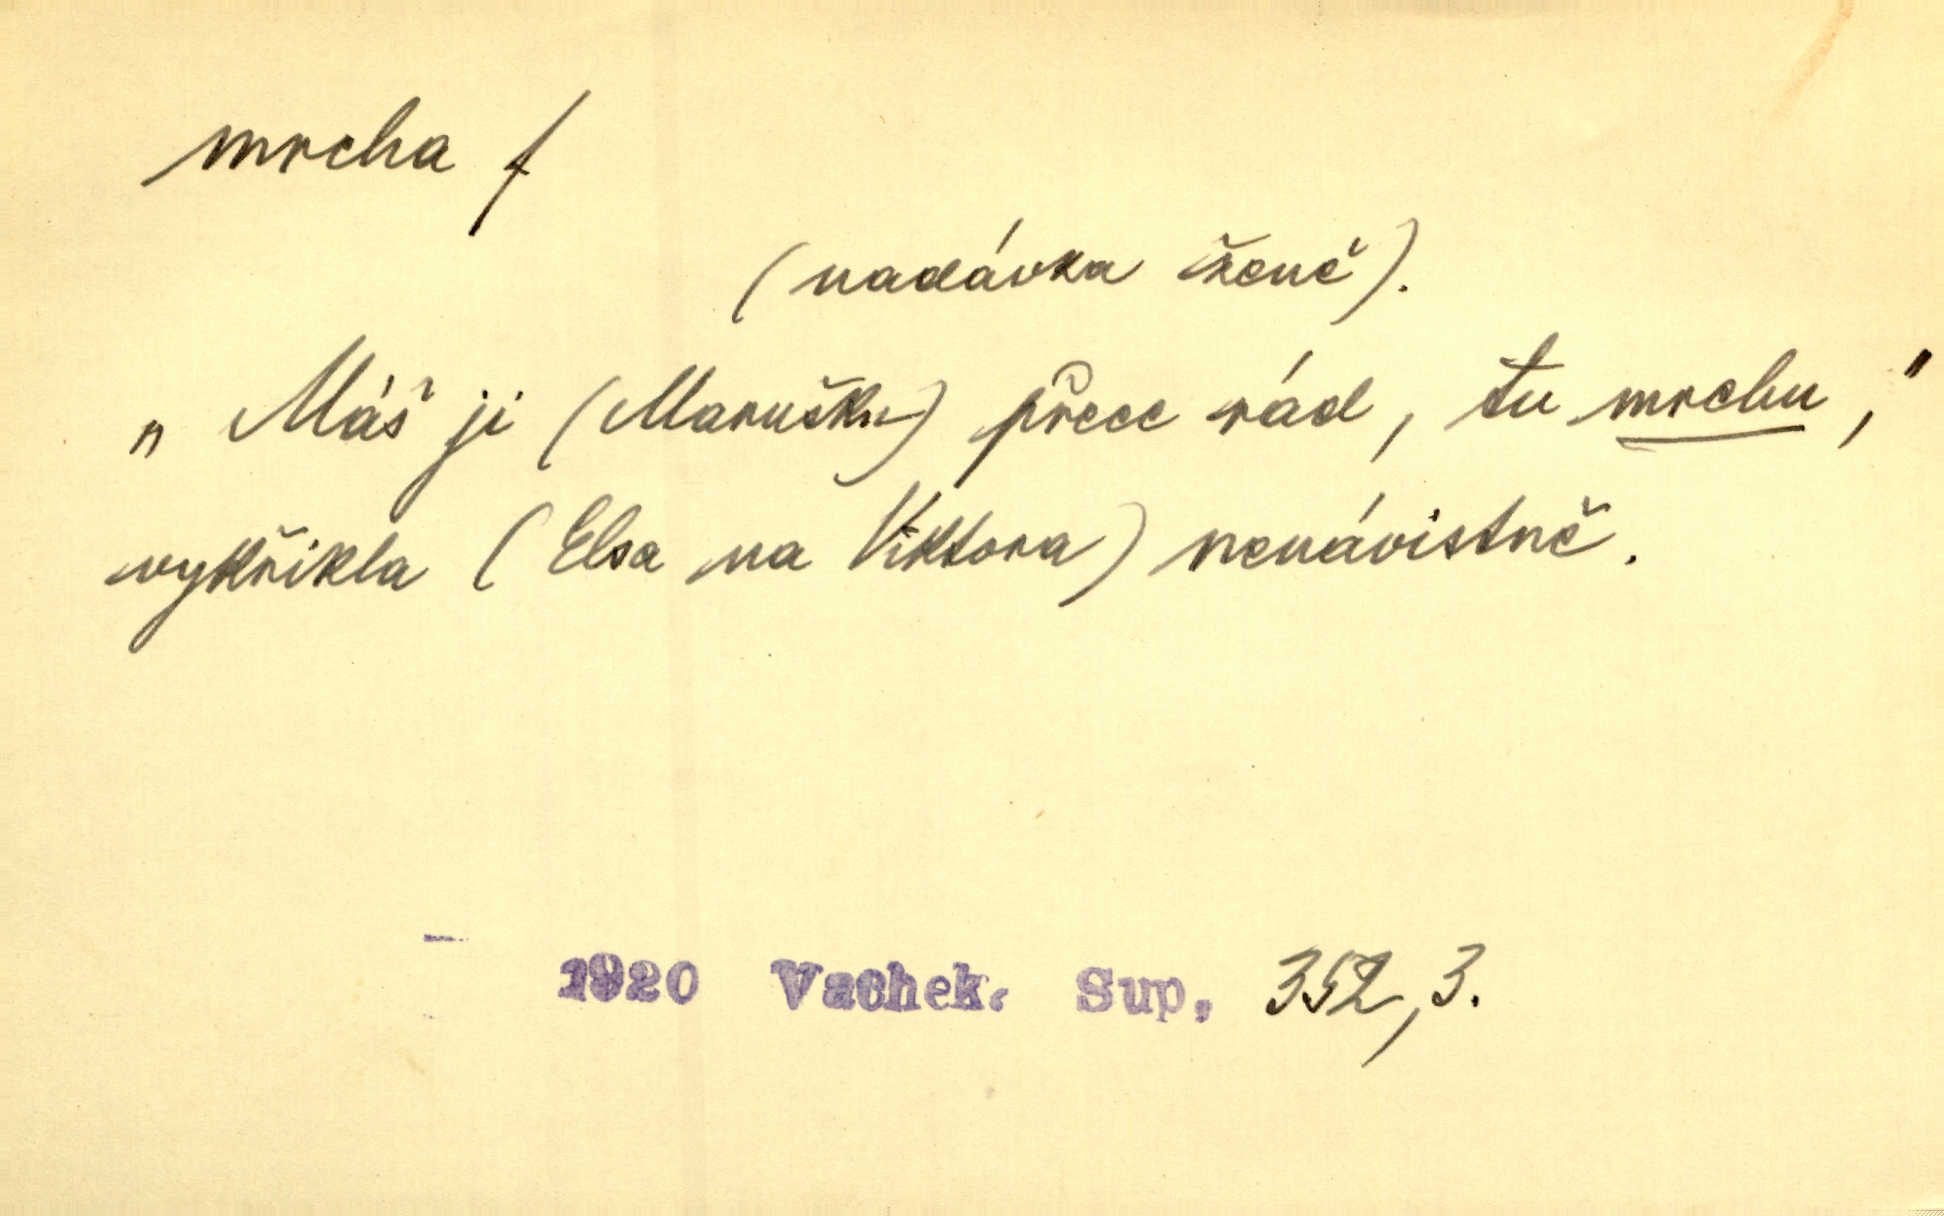 mrcha f
(nadávka ženě).
„Máš ji (Marušku) přece rád, tu mrchu,"
vykřikla (Elsa na Viktora) nenávistně.
1920 Vachek. Sup, 352,3.